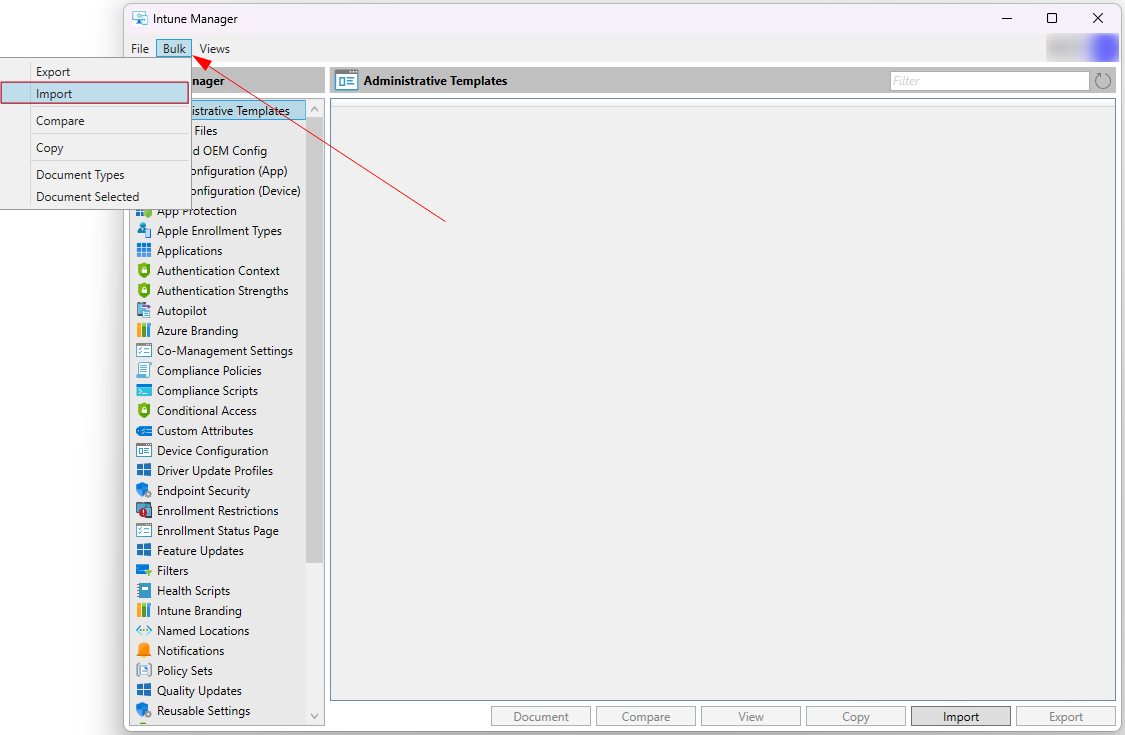 Intune Manager
File Bulk Views
Export
Import
Compare
Copy
Document Types
Document Selected
nager
Administrative Templates
Filter
istrative Templates
Files
d OEM Config
onfiguration (App)
onfiguration (Device)
App Protection
Apple Enrollment Types
Applications
Authentication Context
Authentication Strengths
Autopilot
Azure Branding
Co-Management Settings
Compliance Policies
Compliance Scripts
Conditional Access
Custom Attributes
Device Configuration
Driver Update Profiles
Endpoint Security
Enrollment Restrictions
Enrollment Status Page
Feature Updates
Filters
Health Scripts
Intune Branding
Named Locations
Notifications
Policy Sets
Quality Updates
Reusable Settings
Document Compare View Copy Import Export